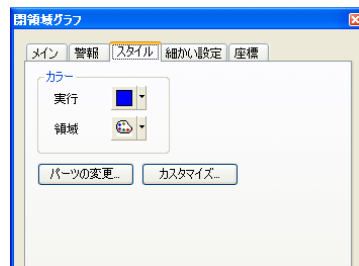 閉領域グラフ
メイン 警報 スタイル 細かい設定 座標
カラー
実行
領域
パーツの変更... カスタマイズ...